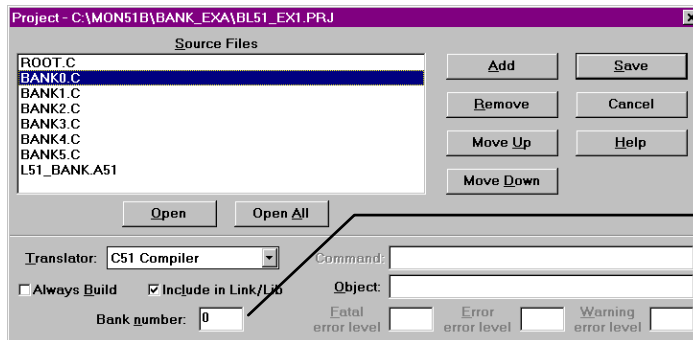 Project - C:\MON51B\BANK_EXA\BL51_EX1.PRJ
Source Files
ROOT.C
BANK0.C
BANK1.C
BANK2.C
BANK3.C
BANK4.C
BANK5.C
L51_BANK.A51
Add Save
Remove Cancel
Move Up Help
Move Down
Open Open All
Translator: C51 Compiler Command:
Always Build Include in Link/Lib Object:
Bank number: 0 Fatal error level Error error level Warning error level